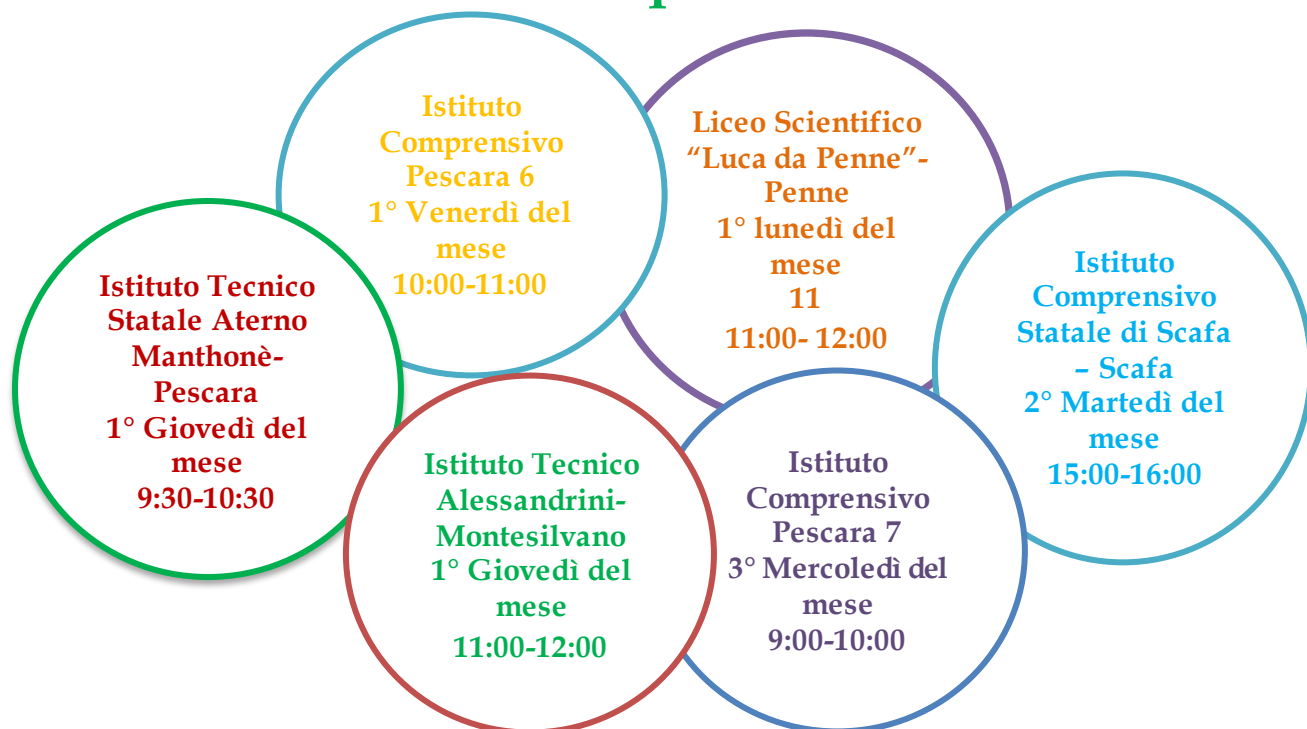 Istituto
Comprensivo
Pescara 6
1° Venerdì del
mese
10:00-11:00
Liceo Scientifico
“Luca da Penne”-
Penne
1° lunedì del
mese
11
11:00- 12:00
Istituto Tecnico
Statale Aterno
Manthonè-
Pescara
1° Giovedì del
mese
9:30-10:30
Istituto
Comprensivo
Statale di Scafa
– Scafa
2° Martedì del
mese
15:00-16:00
Istituto Tecnico
Alessandrini-
Montesilvano
1° Giovedì del
mese
11:00-12:00
Istituto
Comprensivo
Pescara 7
3° Mercoledì del
mese
9:00-10:00